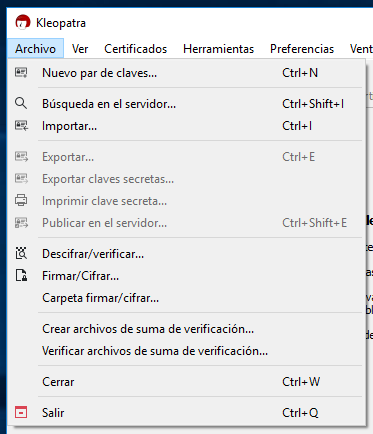 Kleopatra
Archivo Ver Certificados Herramientas Preferencias Vent
Nuevo par de claves... Ctrl+N
Búsqueda en el servidor... Ctrl+Shift+I
Importar... Ctrl+I
Exportar... Ctrl+E
Exportar claves secretas...
Imprimir clave secreta...
Publicar en el servidor... Ctrl+Shift+E
Descifrar/verificar...
Firmar/Cifrar...
Carpeta firmar/cifrar...
Crear archivos de suma de verificación...
Verificar archivos de suma de verificación...
Cerrar Ctrl+W
Salir Ctrl+Q